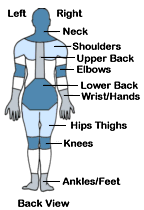 Left Right
Neck
Shoulders
Upper Back
Elbows
Lower Back
Wrist/Hands
Hips Thighs
Knees
Ankles/Feet
Back View